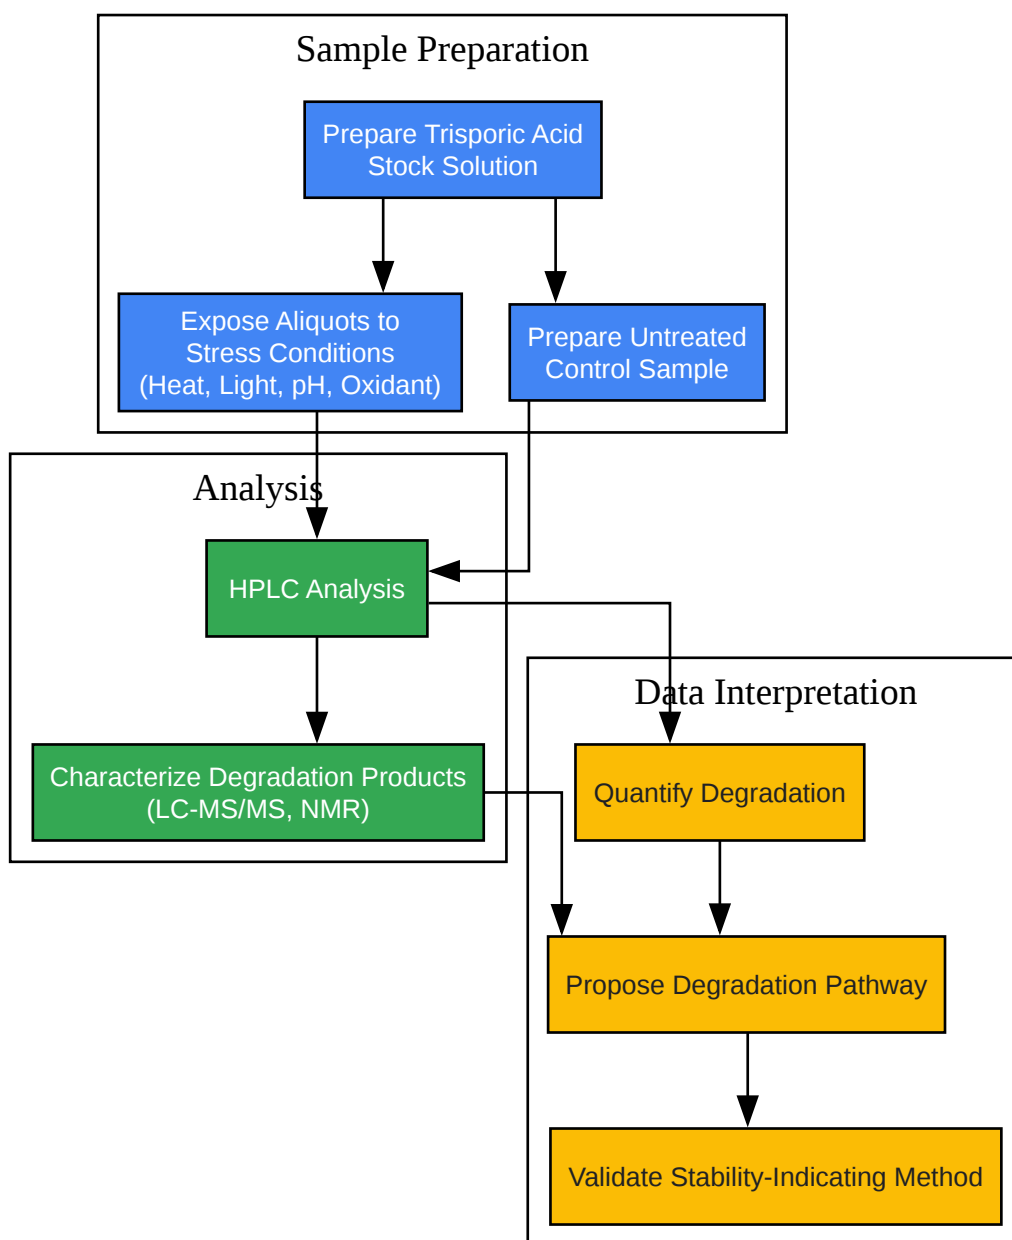 Sample Preparation
Prepare Trisporic Acid
Stock Solution
Expose Aliquots to
Stress Conditions
(Heat, Light, pH, Oxidant)
Prepare Untreated
Control Sample
Analysis
HPLC Analysis
Characterize Degradation Products
(LC-MS/MS, NMR)
Data Interpretation
Quantify Degradation
Propose Degradation Pathway
Validate Stability-Indicating Method